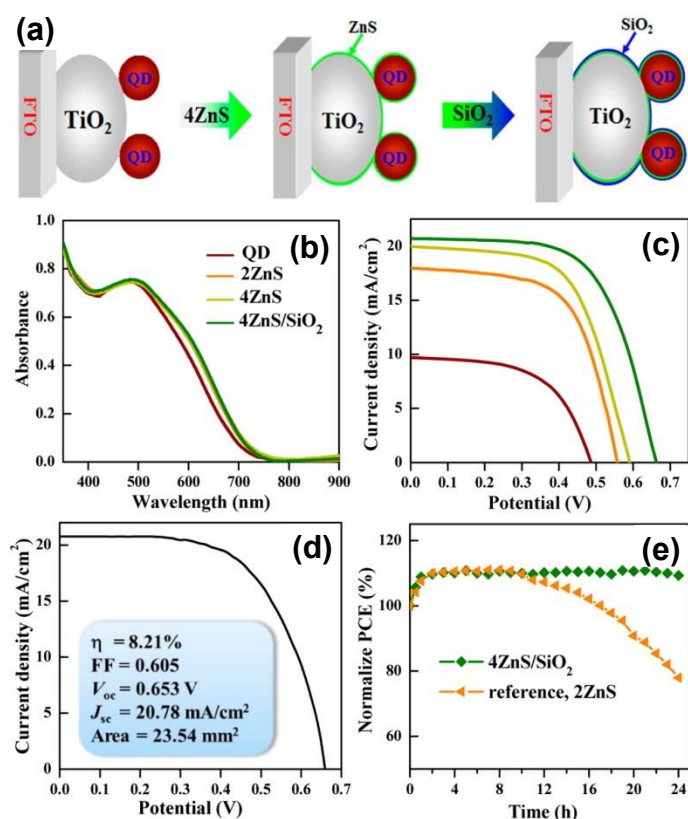 (a)
ZnS
SiO2
FTO
TiO2
QD
QD
4ZnS
FTO
TiO2
QD
QD
SiO2
FTO
TiO2
QD
QD
(b)
QD
2ZnS
4ZnS
4ZnS/SiO2
Absorbance
1.0
0.8
0.6
0.4
0.2
0.0
400 500 600 700 800 900
Wavelength (nm)
(c)
Current density (mA/cm2)
20
15
10
5
0
0.0 0.1 0.2 0.3 0.4 0.5 0.6 0.7
Potential (V)
(d)
Current density (mA/cm2)
20
15
10
5
0
η = 8.21%
FF = 0.605
Voc = 0.653 V
Jsc = 20.78 mA/cm2
Area = 23.54 mm2
0.0 0.1 0.2 0.3 0.4 0.5 0.6 0.7
Potential (V)
(e)
Normalize PCE (%)
120
100
80
60
4ZnS/SiO2
reference, 2ZnS
0 4 8 12 16 20 24
Time (h)